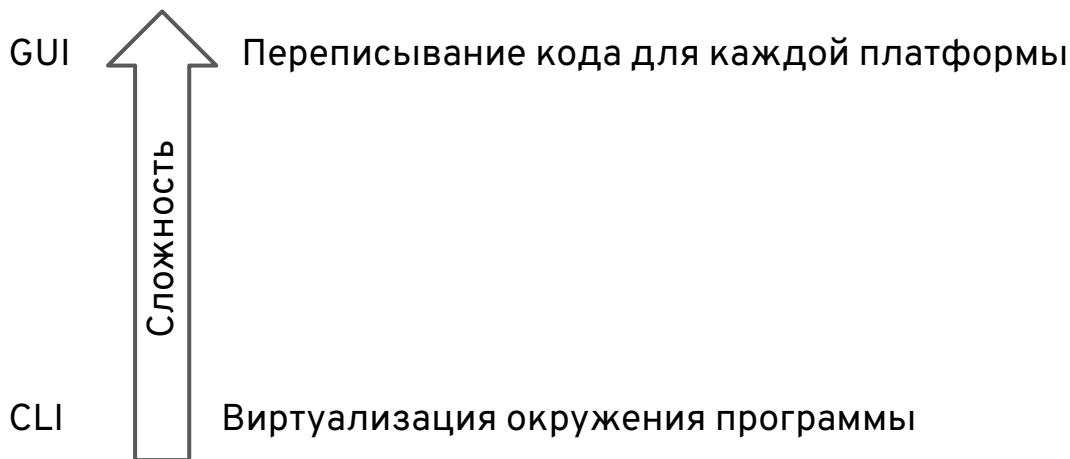 GUI Переписывание кода для каждой платформы
Сложность
CLI Виртуализация окружения программы